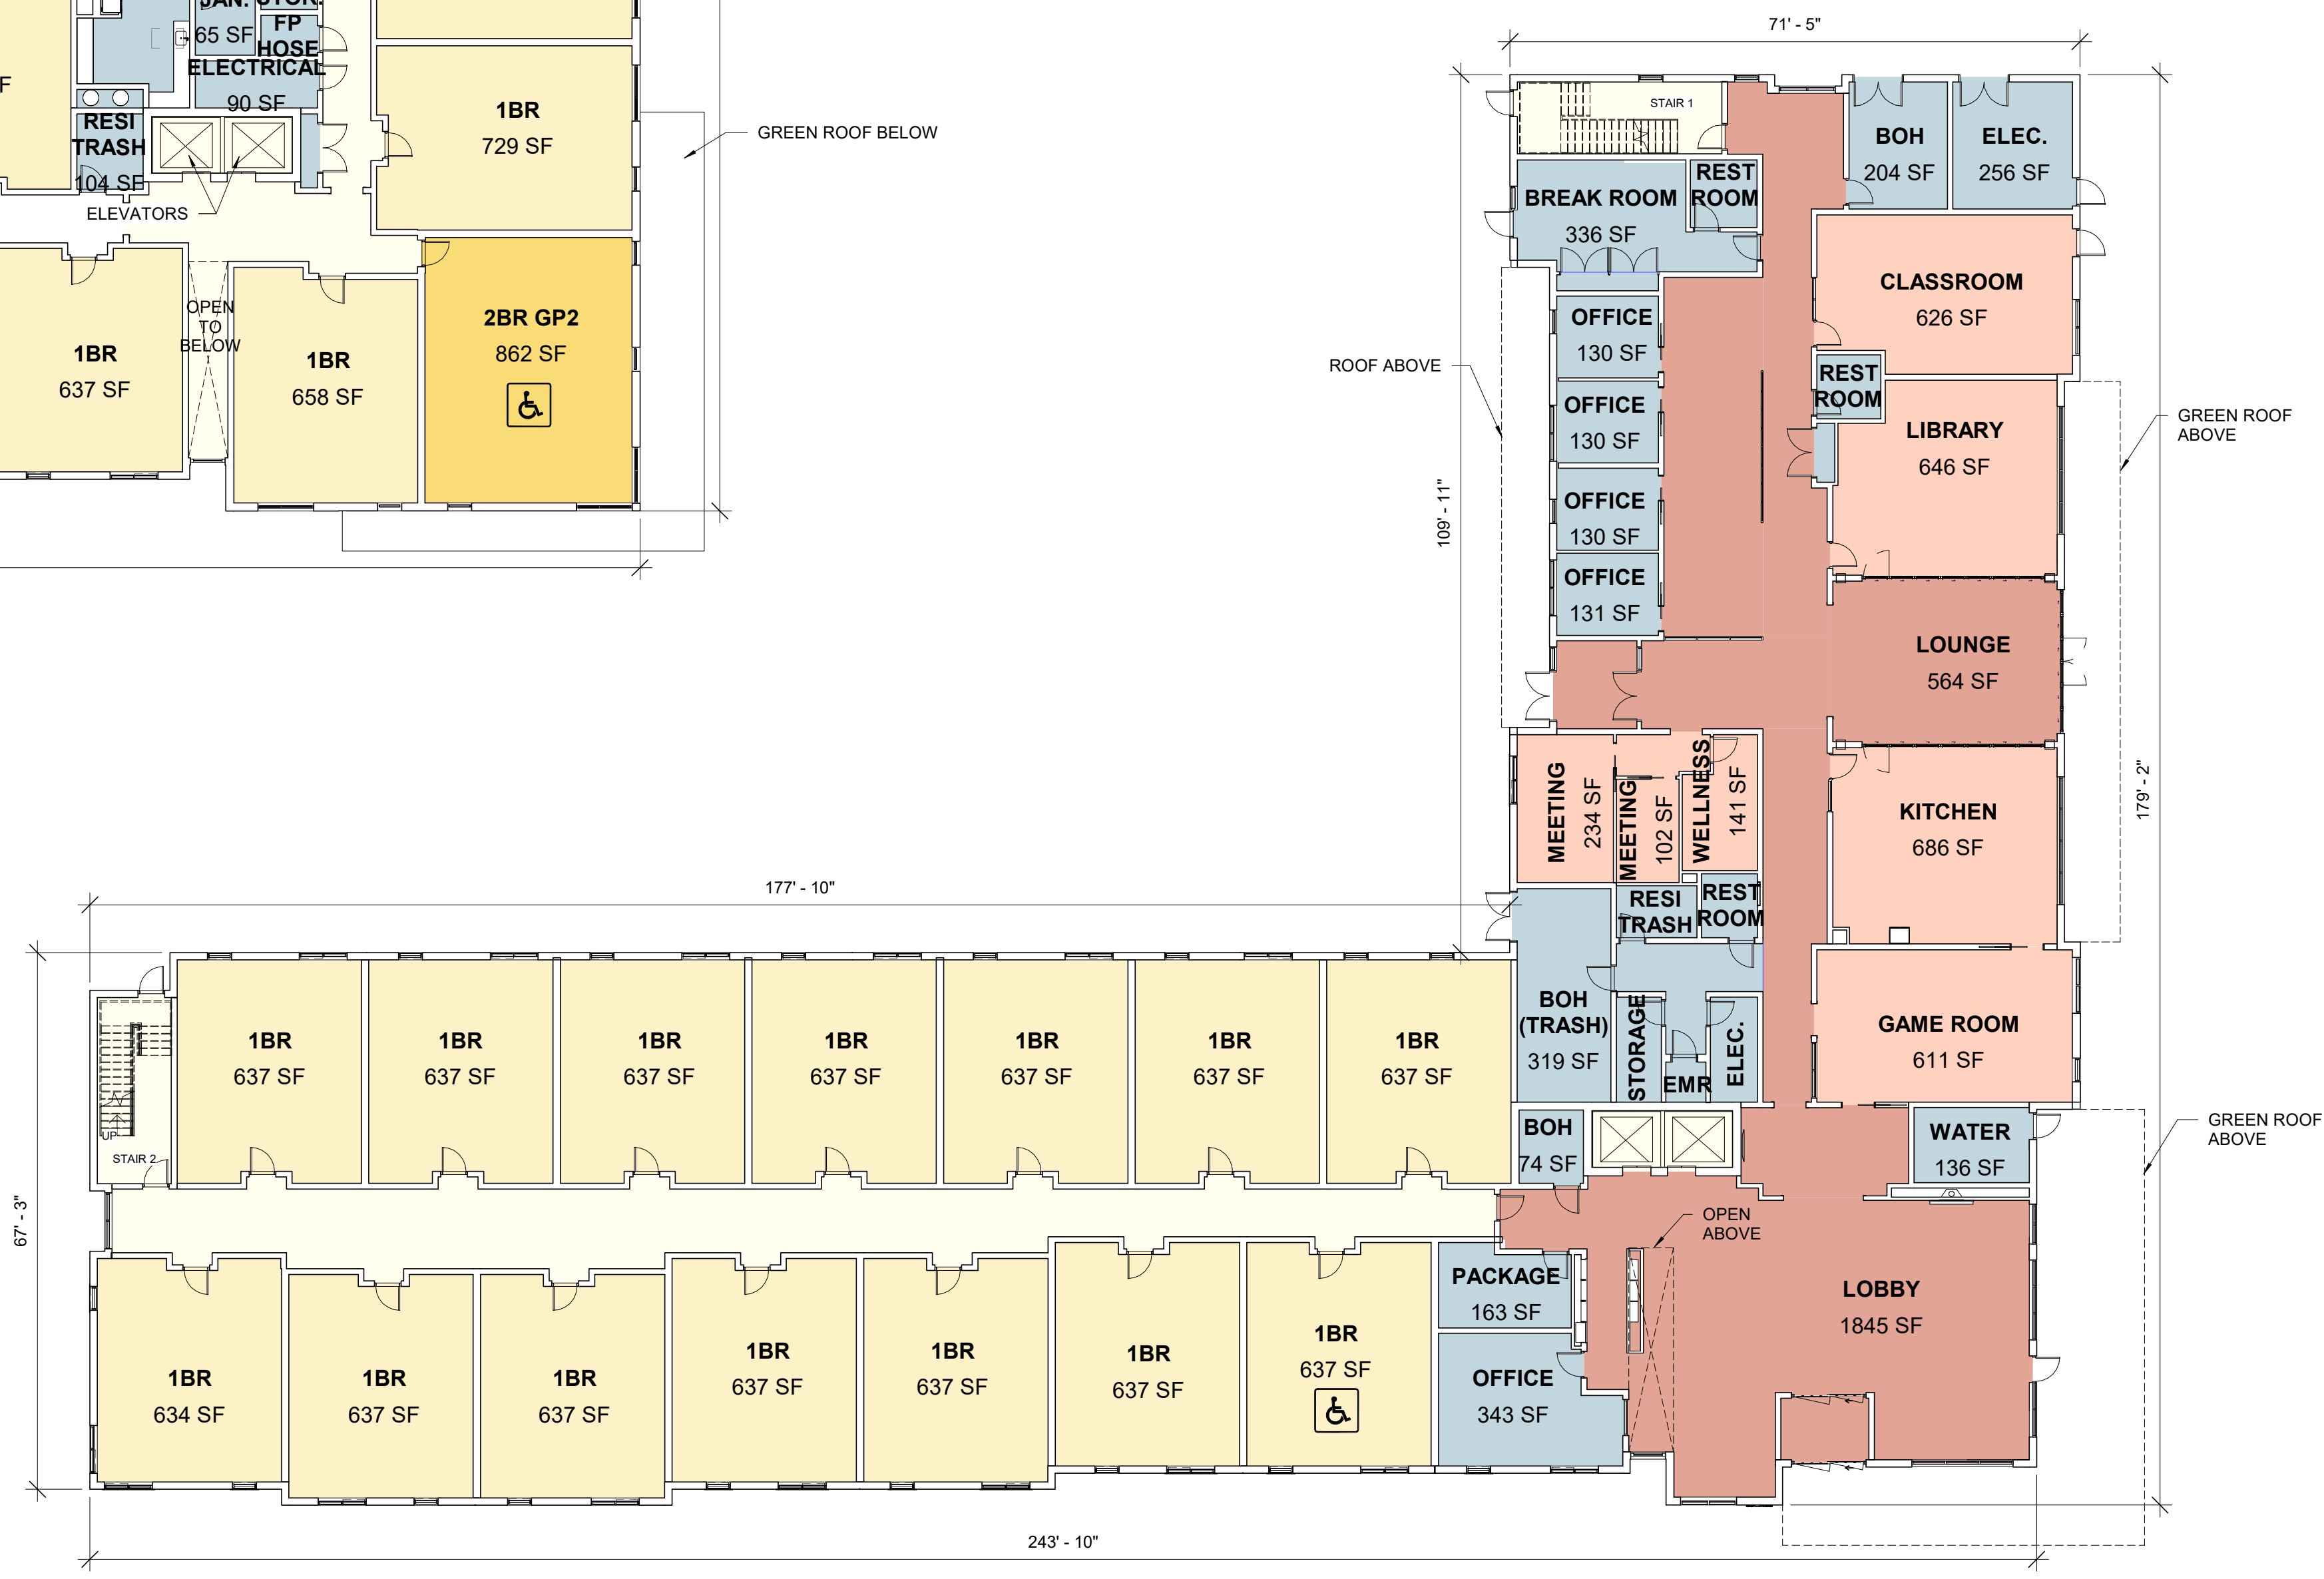 JAN.
65 SF
STOR.
FP
HOSE
ELECTRICAL
90 SF
RESI
TRASH
104 SF
ELEVATORS
1BR
729 SF
GREEN ROOF BELOW
1BR
637 SF
OPEN
TO
BELOW
1BR
658 SF
2BR GP2
862 SF
71' - 5"
STAIR 1
BOH
204 SF
ELEC.
256 SF
BREAK ROOM
336 SF
REST
ROOM
CLASSROOM
626 SF
OFFICE
130 SF
ROOF ABOVE
REST
ROOM
OFFICE
130 SF
LIBRARY
646 SF
GREEN ROOF
ABOVE
109' - 11"
OFFICE
130 SF
OFFICE
131 SF
LOUNGE
564 SF
MEETING
234 SF
MEETING
102 SF
WELLNESS
141 SF
KITCHEN
686 SF
179' - 2"
177' - 10"
RESI
TRASH
REST
ROOM
BOH
(TRASH)
319 SF
STORAGE
EMR
ELEC.
GAME ROOM
611 SF
1BR
637 SF
1BR
637 SF
1BR
637 SF
1BR
637 SF
1BR
637 SF
1BR
637 SF
1BR
637 SF
UP
STAIR 2
BOH
74 SF
WATER
136 SF
GREEN ROOF
ABOVE
67' - 3"
OPEN
ABOVE
PACKAGE
163 SF
LOBBY
1845 SF
1BR
634 SF
1BR
637 SF
1BR
637 SF
1BR
637 SF
1BR
637 SF
1BR
637 SF
1BR
637 SF
OFFICE
343 SF
243' - 10"